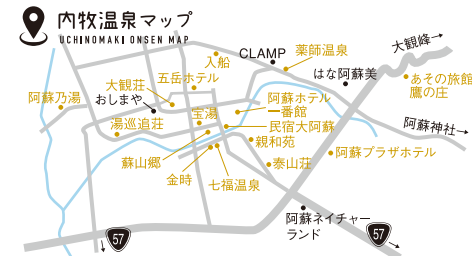 内牧温泉マップ
UCHINOMAKI ONSEN MAP
大観峰→
入船
CLAMP
薬師温泉
五岳ホテル
はな阿蘇美
あその旅館
鷹の庄
大観荘
阿蘇乃湯
おしまや
宝湯
阿蘇ホテル
一番館
湯巡追荘
民宿大阿蘇
阿蘇神社→
親和苑
蘇山郷
阿蘇プラザホテル
泰山荘
金時
七福温泉
阿蘇ネイチャー
ランド
57
57